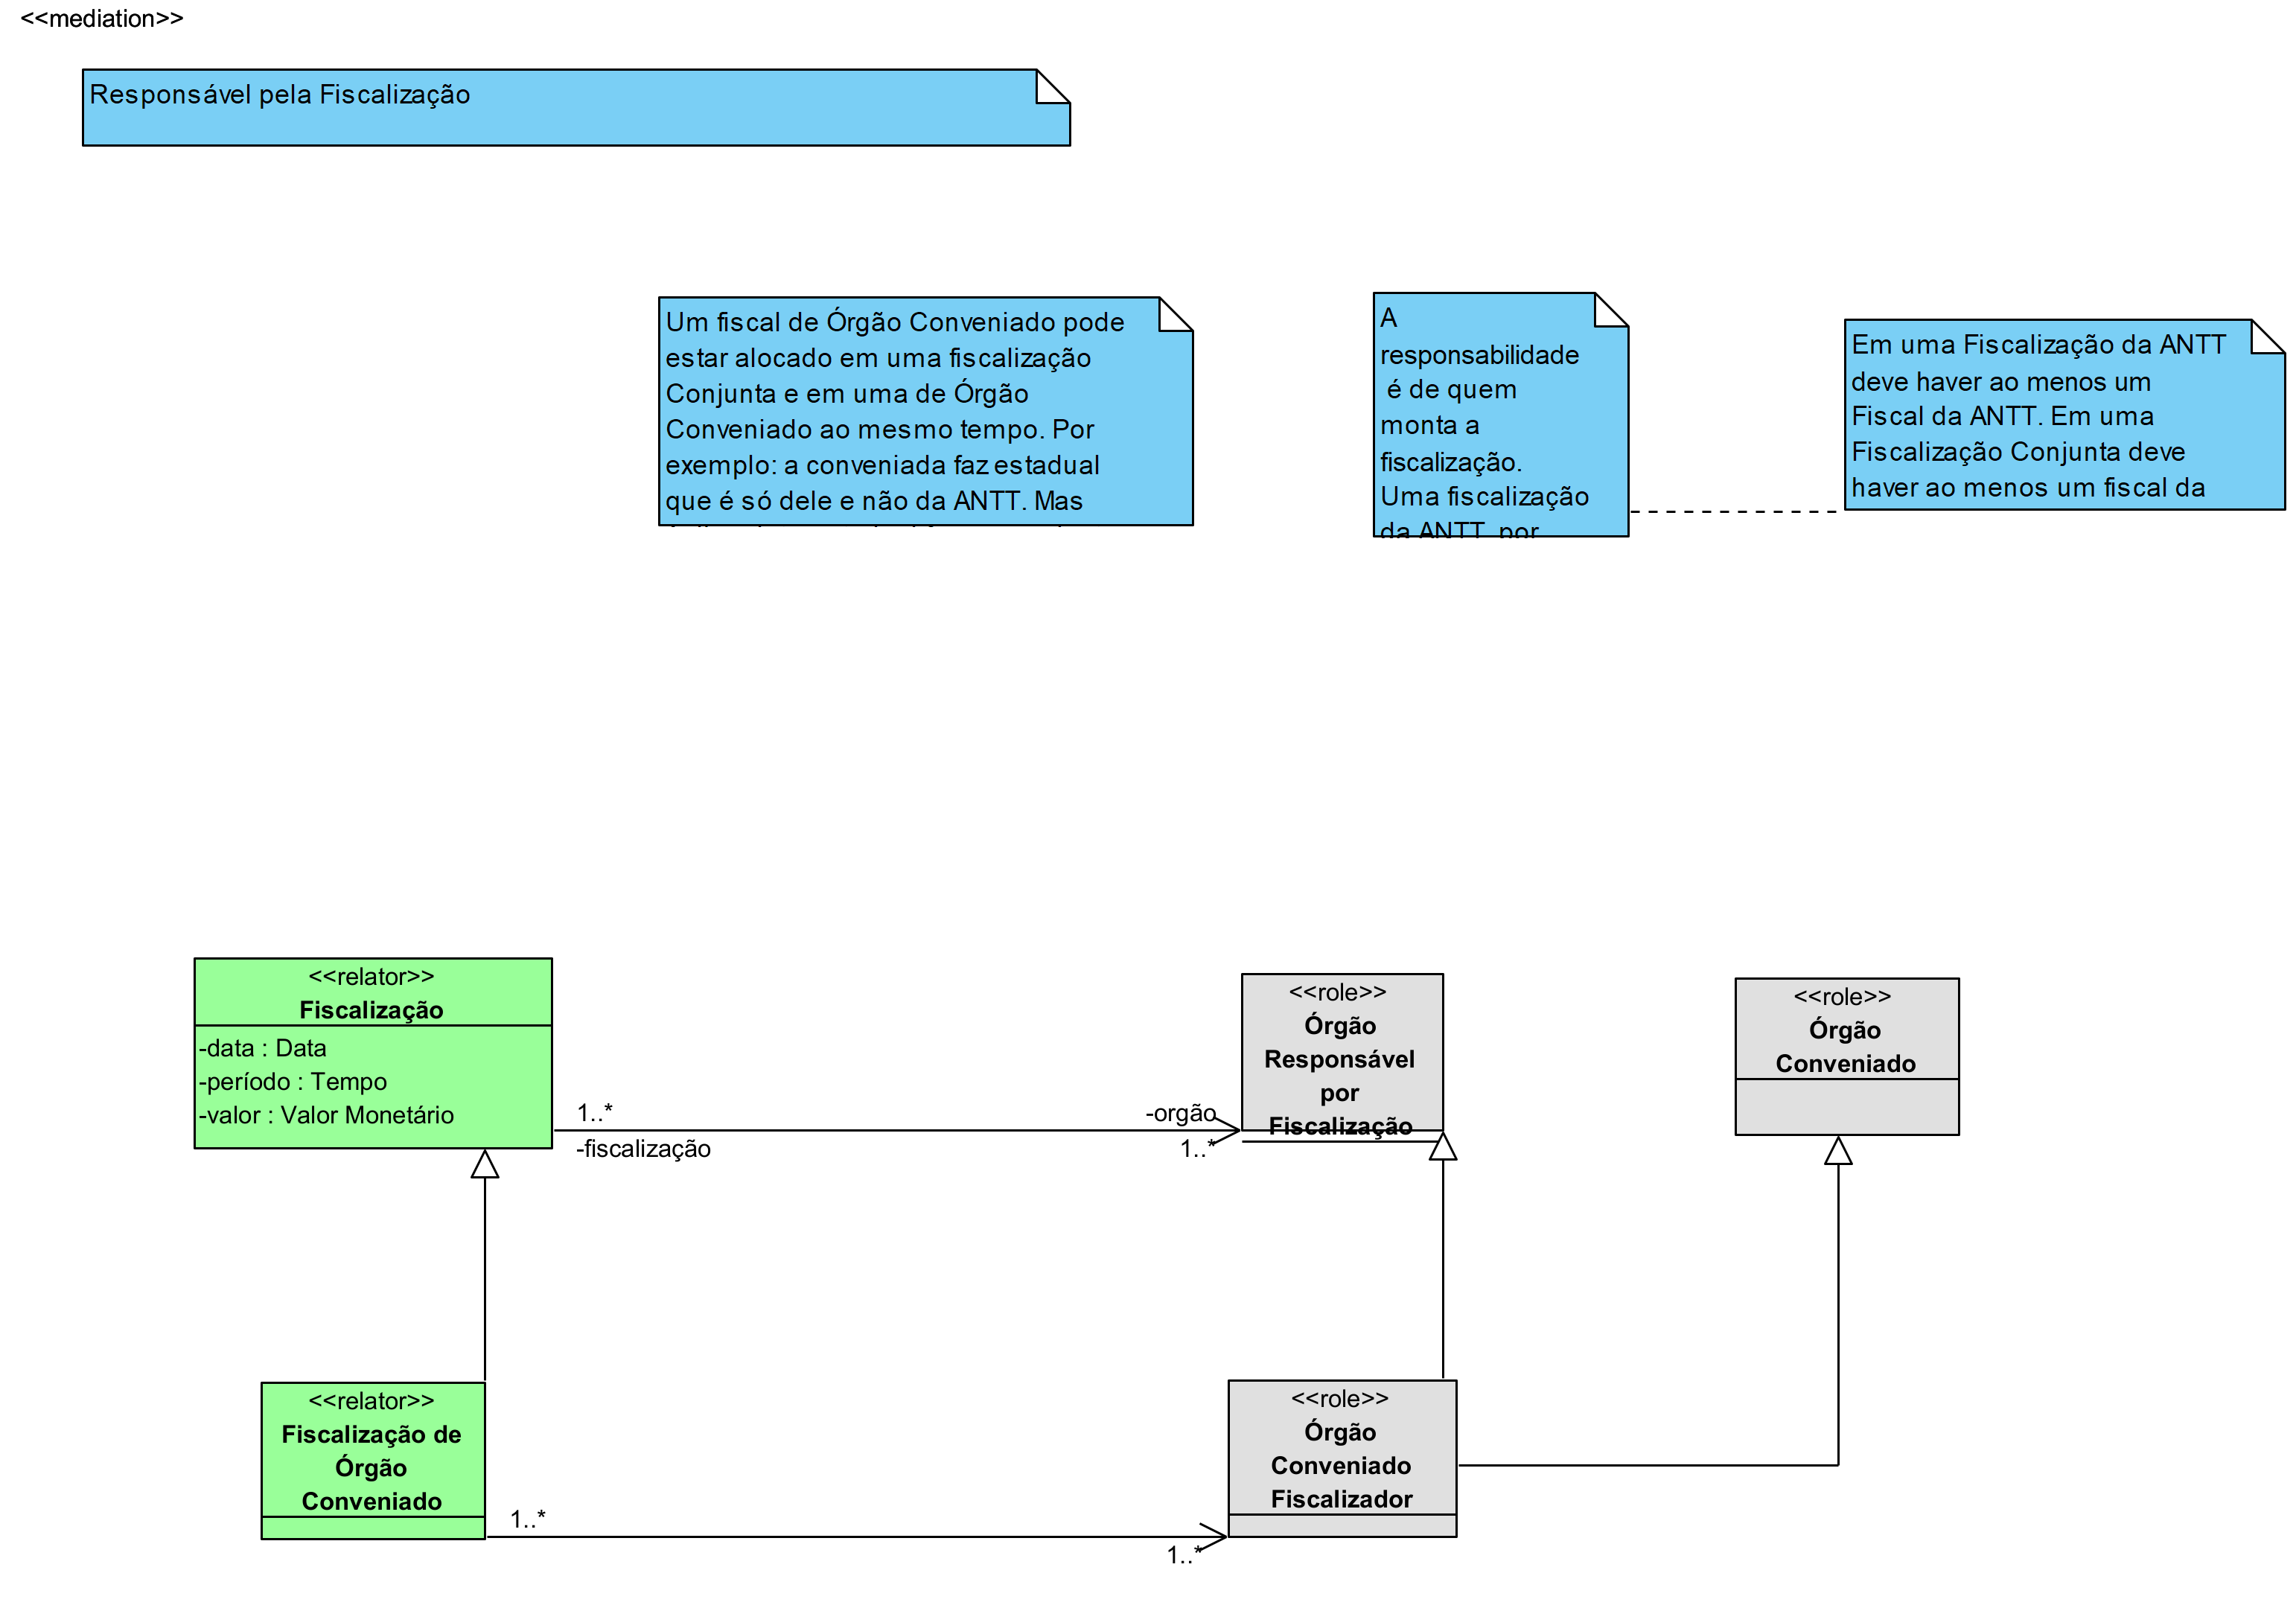 <<mediation>>
Responsável pela Fiscalização
Um fiscal de Órgão Conveniado pode
estar alocado em uma fiscalização
Conjunta e em uma de Órgão
Conveniado ao mesmo tempo. Por
exemplo: a conveniada faz estadual
que é só dele e não da ANTT. Mas
A
responsabilidade
é de quem
monta a
fiscalização.
Uma fiscalização
da ANTT, por
Em uma Fiscalização da ANTT
deve haver ao menos um
Fiscal da ANTT. Em uma
Fiscalização Conjunta deve
haver ao menos um fiscal da
<<relator>>
Fiscalização
-data : Data
-período : Tempo
-valor : Valor Monetário
1..*
-fiscalização
-orgão
1..*
<<role>>
Órgão
Responsável
por
Fiscalização
<<role>>
Órgão
Conveniado
<<relator>>
Fiscalização de
Órgão
Conveniado
1..*
1..*
<<role>>
Órgão
Conveniado
Fiscalizador